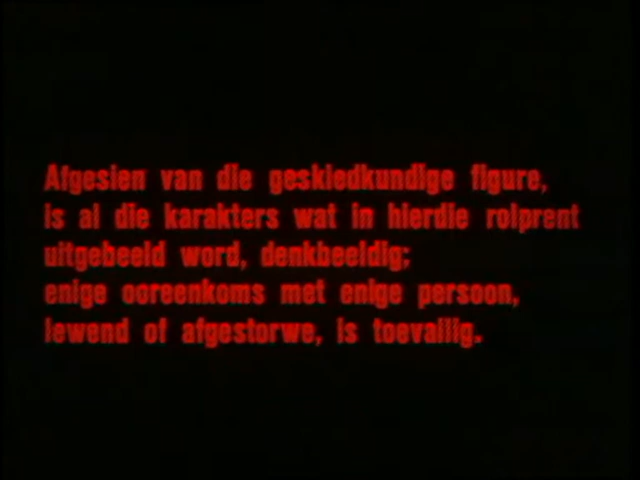 Afgesien van die geskiedkundige figure,
is al die karakters wat in hierdie rolprent
uitgebeeld word, denkbeeldig;
enige ooreenkoms met enige persoon,
lewend of afgestorwe, is toevallig.